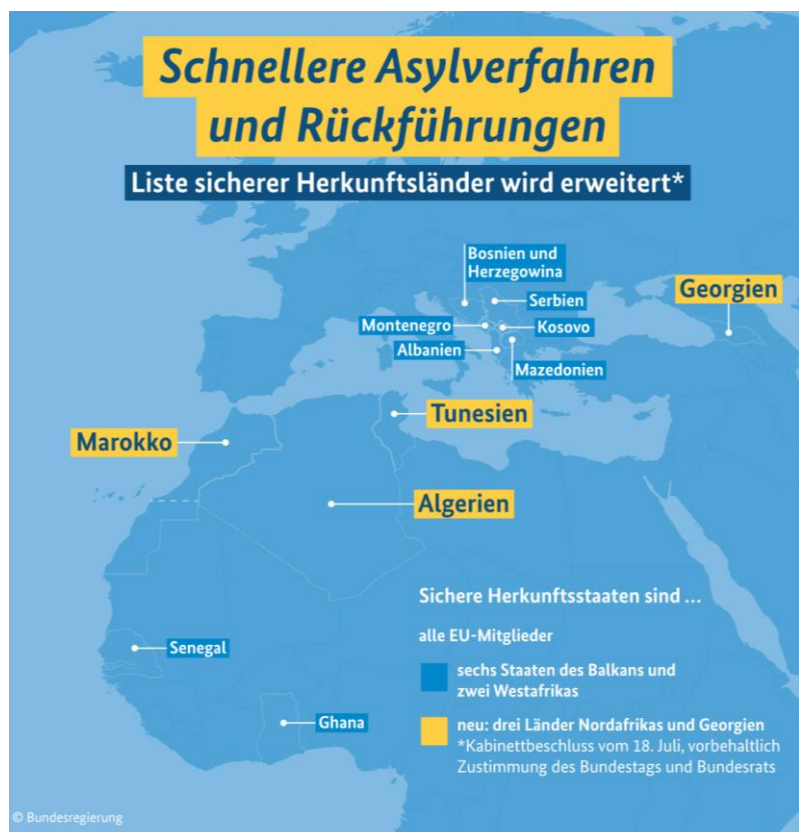 Schnellere Asylverfahren
und Rückführungen
Liste sicherer Herkunftsländer wird erweitert*
Bosnien und
Herzegowina
Serbien
Georgien
Montenegro
Kosovo
Albanien
Mazedonien
Tunesien
Marokko
Algerien
Sichere Herkunftsstaaten sind ...
alle EU-Mitglieder
Senegal
sechs Staaten des Balkans und
zwei Westafrikas
Ghana
neu: drei Länder Nordafrikas und Georgien
*Kabinettbeschluss vom 18. Juli, vorbehaltlich
Zustimmung des Bundestags und Bundesrats
© Bundesregierung